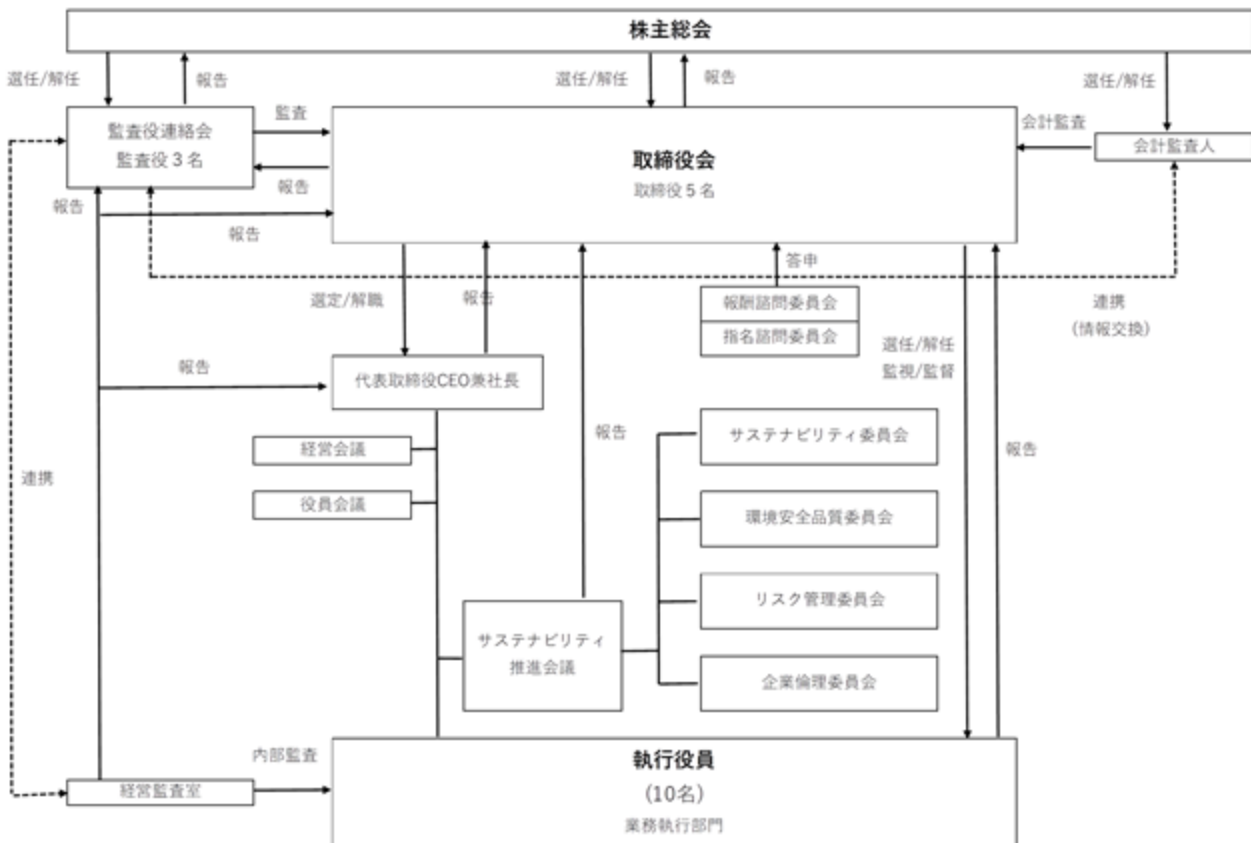 株主総会
選任/解任
報告
選任/解任
報告
選任/解任
監査役連絡会
監査役3名
監査
報告
取締役会
取締役5名
会計監査
会計監査人
報告
報告
選定/解職
報告
答申
報酬諮問委員会
指名諮問委員会
連携
(情報交換)
選任/解任
監視/監督
報告
代表取締役CEO兼社長
経営会議
役員会議
報告
サステナビリティ委員会
報告
連携
環境安全品質委員会
リスク管理委員会
サステナビリティ
推進会議
企業倫理委員会
内部監査
経営監査室
執行役員
(10名)
業務執行部門